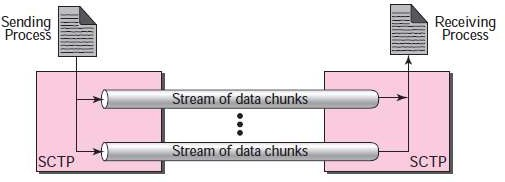 Sending
Process
Receiving
Process
Stream of data chunks
Stream of data chunks
SCTP
SCTP